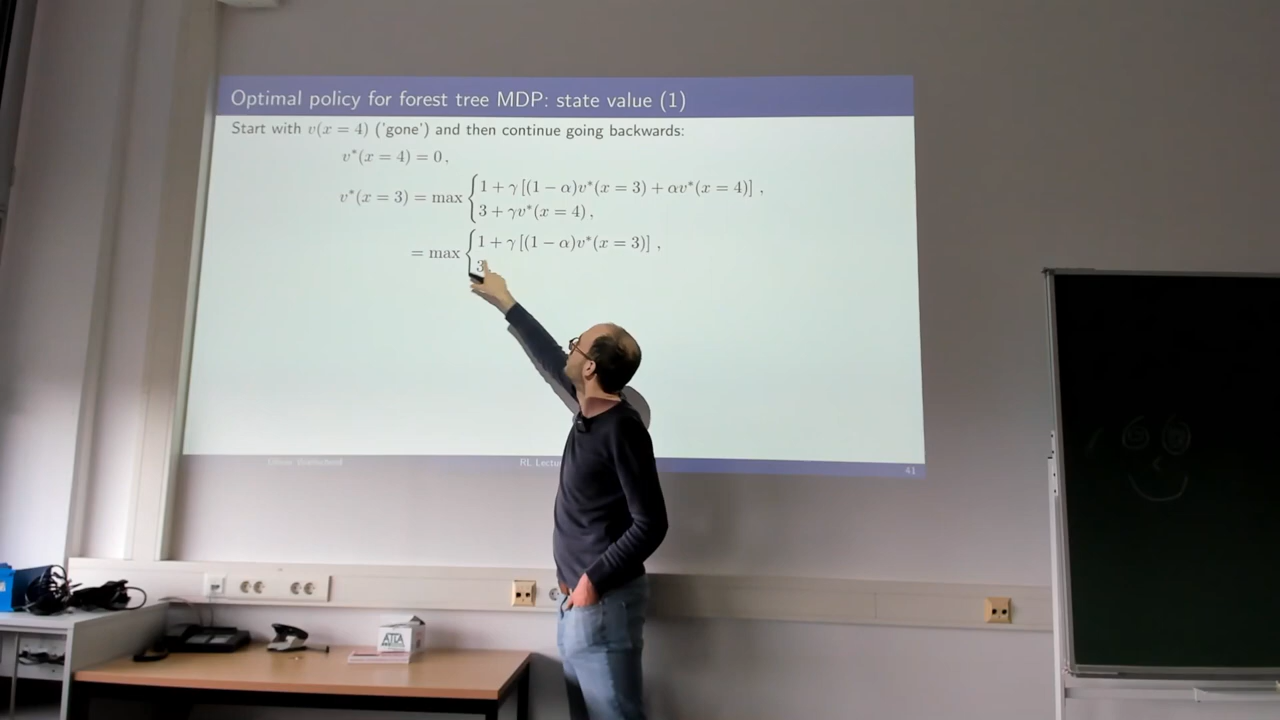 Optimal policy for forest tree MDP: state value (1)
Start with v(x = 4) ('gone') and then continue going backwards:
v*(x = 4) = 0,
v*(x = 3) = max { 1 + γ [(1 − α)v*(x = 3) + αv*(x = 4)] ,
3 + γv*(x = 4) ,
= max { 1 + γ [(1 − α)v*(x = 3)] ,
3
RL
41